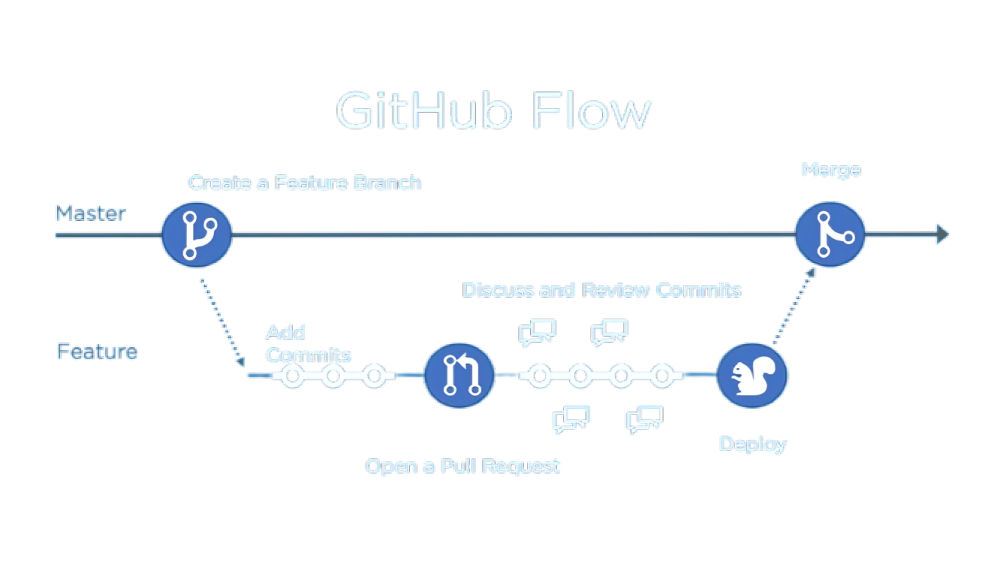 GitHub Flow
Create a Feature Branch
Merge
Master
Discuss and Review Commits
Add
Commits
Feature
Deploy
Open a Pull Request